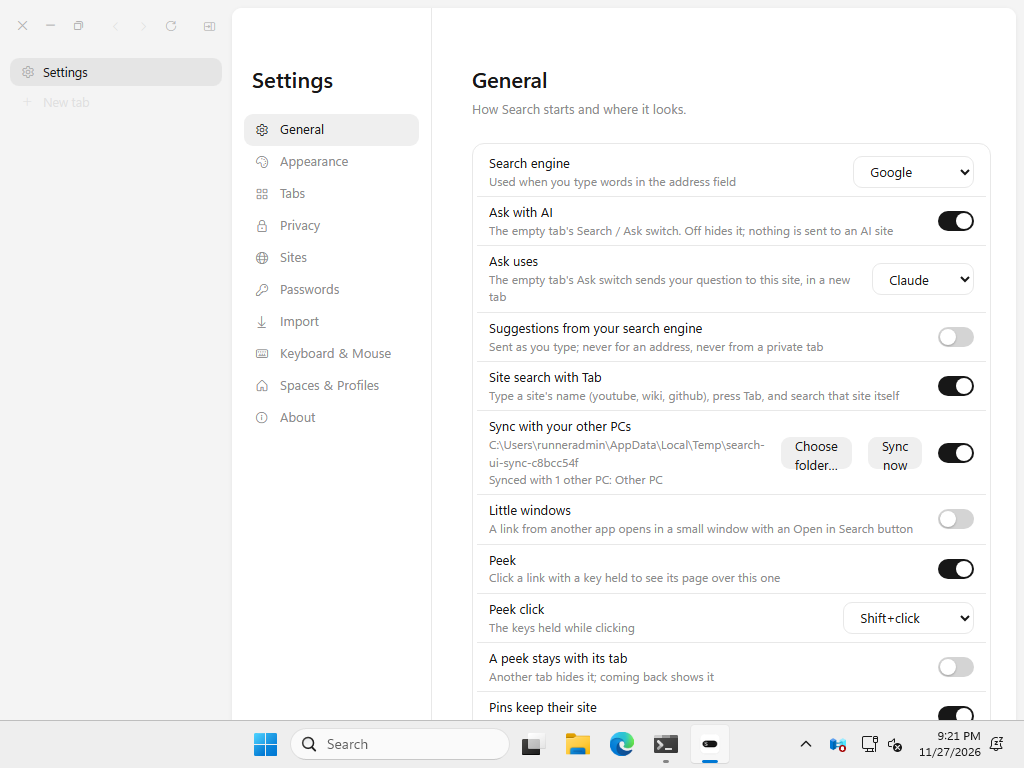 Settings
New tab
Settings
General
Appearance
Tabs
Privacy
Sites
Passwords
Import
Keyboard & Mouse
Spaces & Profiles
About
General
How Search starts and where it looks.
Search engine
Used when you type words in the address field
Google
Ask with AI
The empty tab's Search / Ask switch. Off hides it; nothing is sent to an AI site
Ask uses
The empty tab's Ask switch sends your question to this site, in a new
tab
Claude
Suggestions from your search engine
Sent as you type; never for an address, never from a private tab
Site search with Tab
Type a site's name (youtube, wiki, github), press Tab, and search that site itself
Sync with your other PCs
C:\Users\runneradmin\AppData\Local\Temp\search-
ui-sync-c8bcc54f
Synced with 1 other PC: Other PC
Choose
folder...
Sync
now
Little windows
A link from another app opens in a small window with an Open in Search button
Peek
Click a link with a key held to see its page over this one
Peek click
The keys held while clicking
Shift+click
A peek stays with its tab
Another tab hides it; coming back shows it
Pins keep their site
Search
9:21 PM
11/27/2026